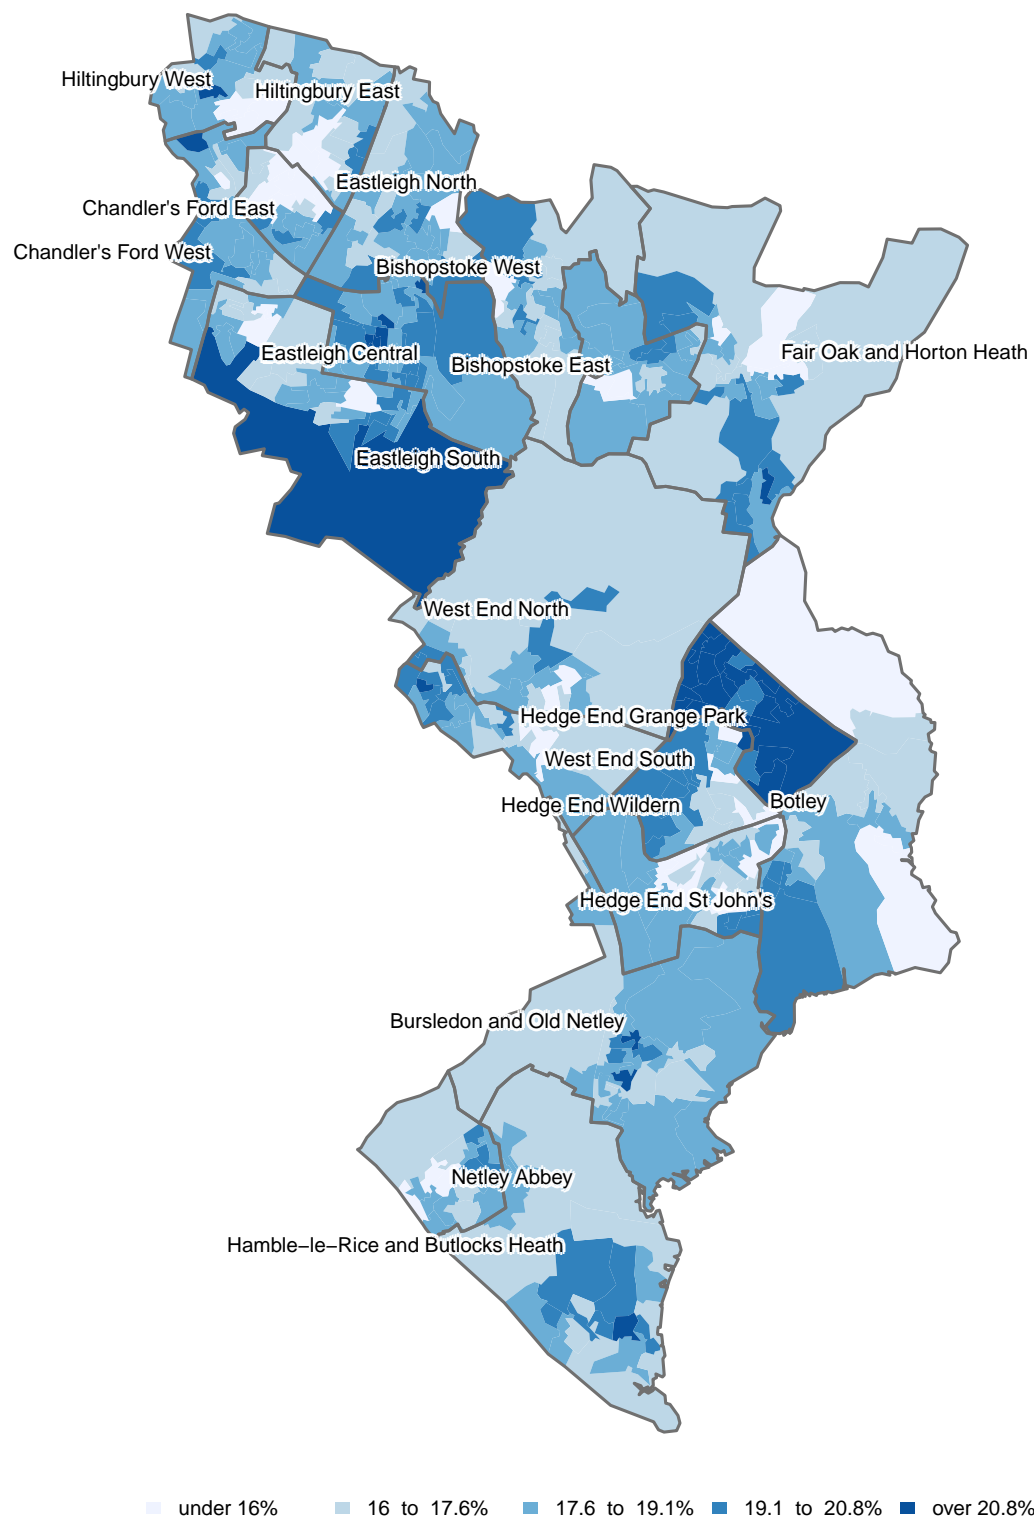 Hiltingbury West
Hiltingbury East
Eastleigh North
Chandler's Ford East
Chandler's Ford West
Bishopstoke West
Eastleigh Central
Fair Oak and Horton Heath
Bishopstoke East
Eastleigh South
West End North
Hedge End Grange Park
West End South
Botley
Hedge End Wildern
Hedge End St John's
Bursledon and Old Netley
Netley Abbey
Hamble−le−Rice and Butlocks Heath
under 16% 16 to 17.6% 17.6 to 19.1% 19.1 to 20.8% over 20.8%